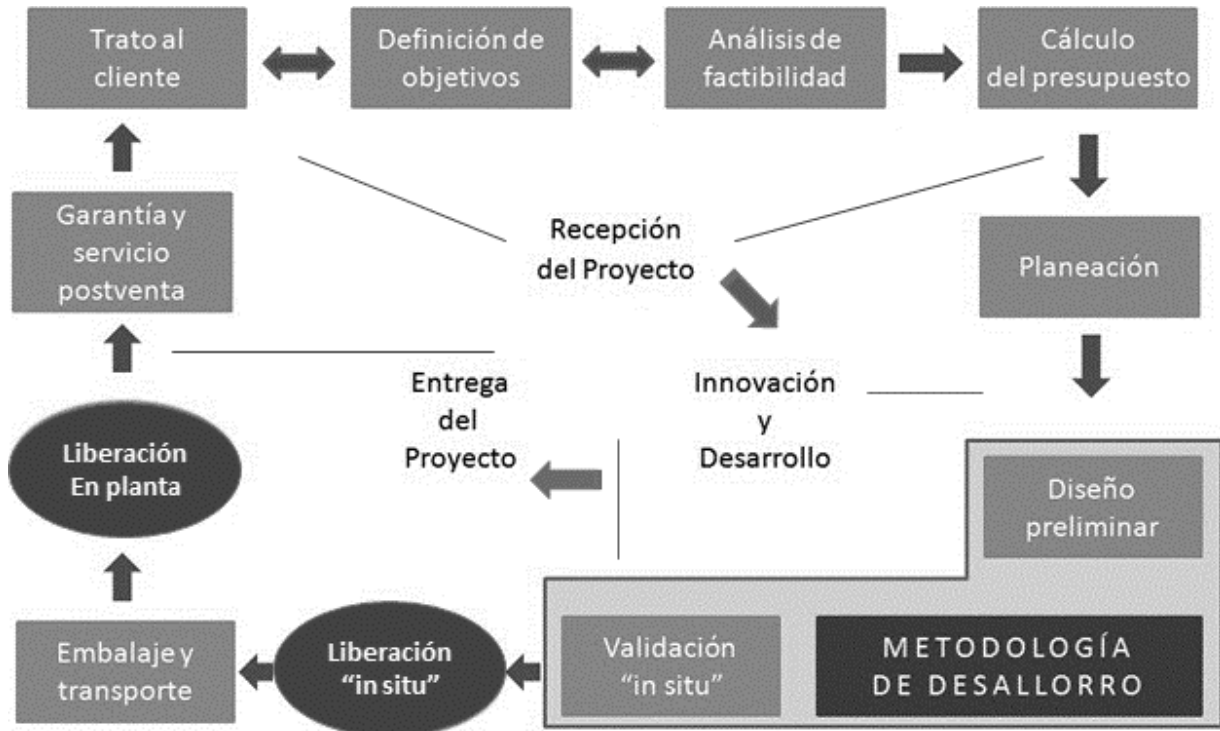 Trato al
cliente
Definición de
objetivos
Análisis de
factibilidad
Cálculo
del presupuesto
Garantía y
servicio
postventa
Recepción
del Proyecto
Planeación
Entrega
del
Proyecto
Innovación
y
Desarrollo
Liberación
En planta
Diseño
preliminar
Embalaje y
transporte
Liberación
“in situ”
Validación
“in situ”
METODOLOGÍA
DE DESALLORRO